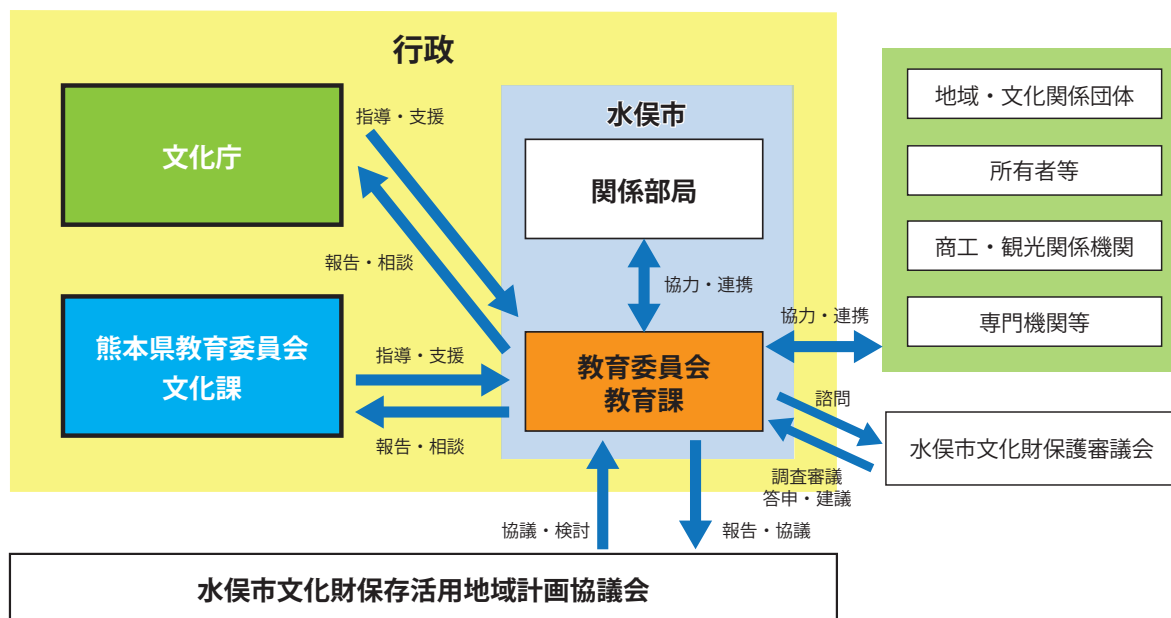 行政
文化庁
指導・支援
報告・相談
熊本県教育委員会
文化課
指導・支援
報告・相談
水俣市
関係部局
協力・連携
教育委員会
教育課
地域・文化関係団体
所有者等
商工・観光関係機関
専門機関等
協力・連携
諮問
水俣市文化財保護審議会
調査審議
答申・建議
協議・検討
報告・協議
水俣市文化財保存活用地域計画協議会